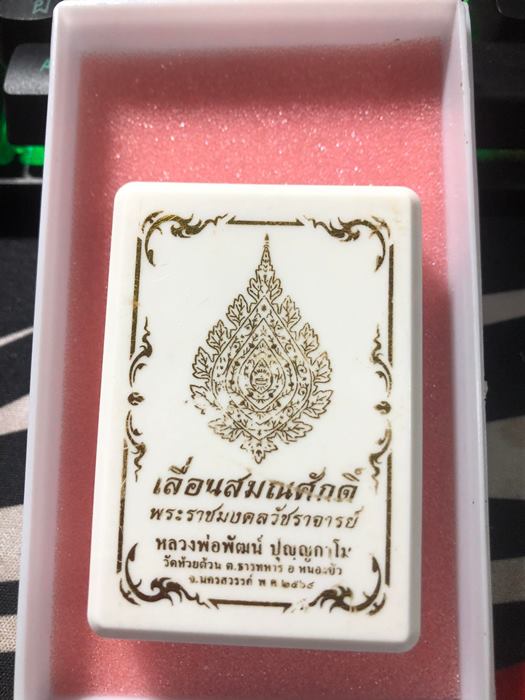 เลื่อนสมณศักดิ์
พระราชมงคลวัชราจารย์
หลวงพ่อพัฒน์ ปุญฺญกาโม
วัดห้วยด้วน ต.ธารทหาร อ หนองบัว
จ.นครสวรรค์ พ ศ ๒๕๖๔